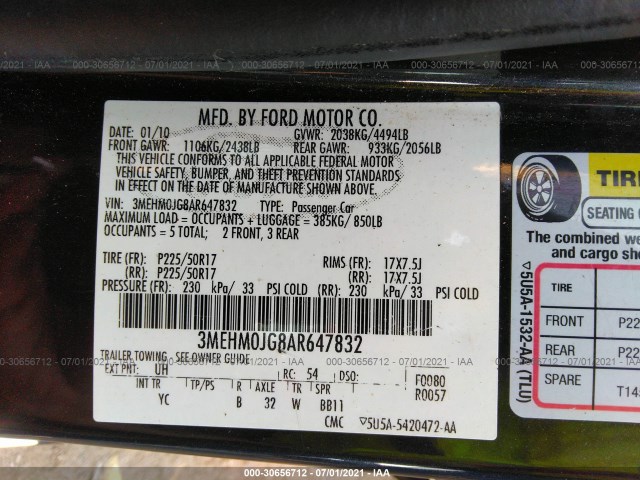 000-30656712 - 07/01/2021 - IAA
MFD. BY FORD MOTOR CO.
DATE: 01/10 GVWR: 2038KG/4494LB
FRONT GAWR: 1106KG/2438LB REAR GAWR: 933KG/2056LB
THIS VEHICLE CONFORMS TO ALL APPLICABLE FEDERAL MOTOR
VEHICLE SAFETY, BUMPER, AND THEFT PREVENTION STANDARDS
IN EFFECT ON THE DATE OF MANUFACTURE SHOWN ABOVE.
VIN: 3MEHM0JG8AR647832 TYPE: Passenger Car
MAXIMUM LOAD = OCCUPANTS + LUGGAGE = 385KG/ 850LB
OCCUPANTS = 5 TOTAL; 2 FRONT, 3 REAR
TIRE (FR): P225/50R17 RIMS (FR): 17X7.5J
(RR): P225/50R17 (RR): 17X7.5J
PRESSURE (FR): 230 kPa/ 33 PSI COLD (RR): 230 kPa/ 33 PSI COLD
3MEHM0JG8AR647832
TRAILER TOWING - SEE OWNER GUIDE
EXT PNT: UH RC: 54 DSO: F0080
R0057
INT TR TP/PS R AXLE TR SPR
YC B 32 W BB11
CMC 5U5A-5420472-AA
TIRE
SEATING
The combined
and cargo
TIRE
FRONT P22
REAR P22
SPARE T14
5U5A-1532-AA (TLU)
000-30656712 - 07/01/2021 - IAA